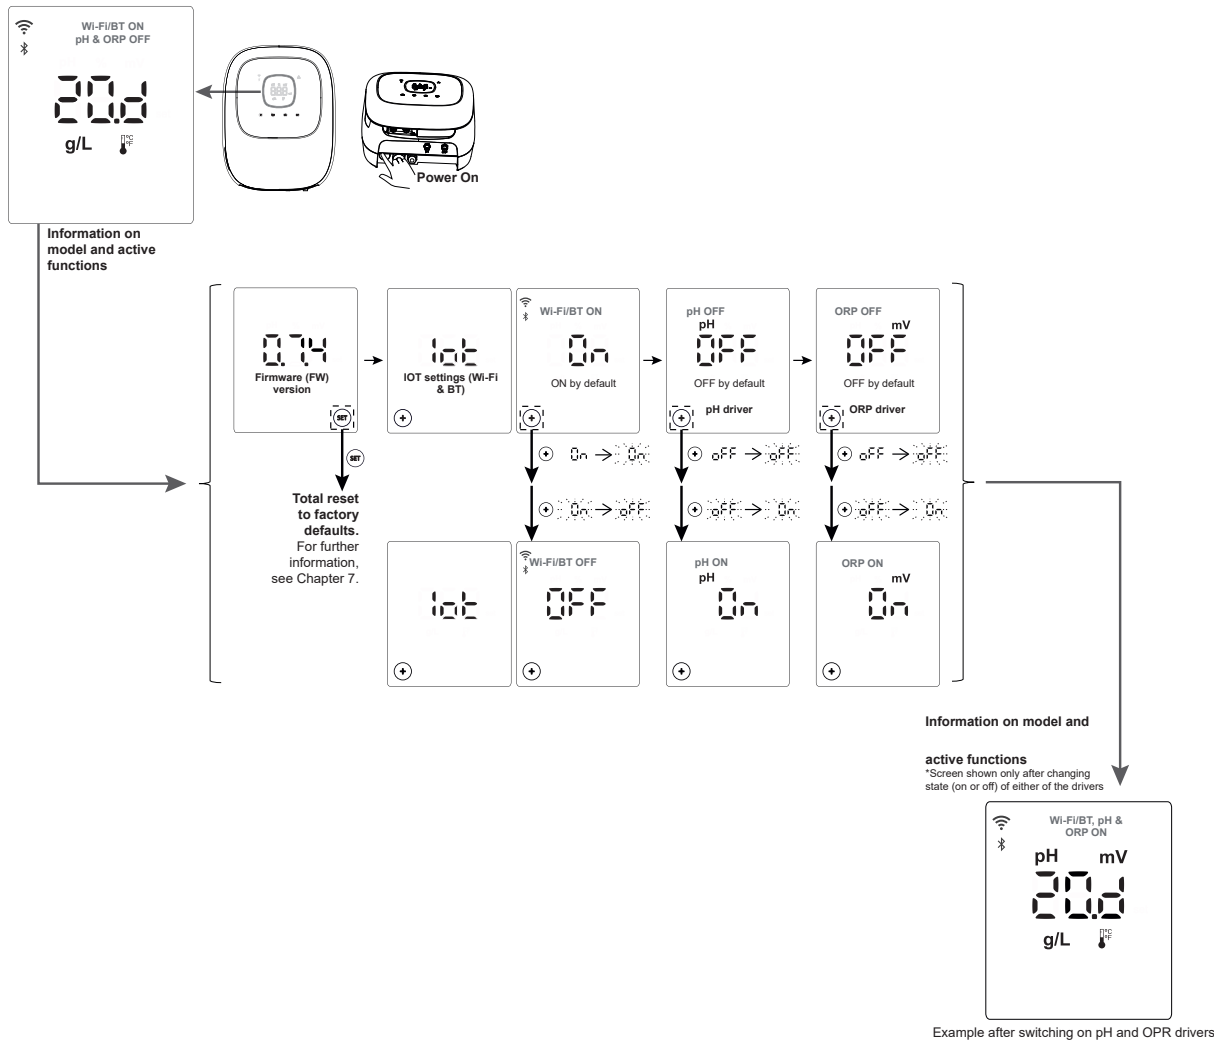 Wi-Fi/BT ON
pH & ORP OFF
20.d
g/L
°C
°F
Power On
Information on
model and active
functions
0.7.4
Firmware (FW)
version
SET
SET
Total reset
to factory
defaults.
For further
information,
see Chapter 7.
Iot
IOT settings (Wi-Fi
& BT)
+
Wi-Fi/BT ON
On
ON by default
+
pH OFF
pH
OFF
OFF by default
pH driver
+
ORP OFF
mV
OFF
OFF by default
ORP driver
+
+ On → On
+ oFF → oFF
+ oFF → oFF
+ On → oFF
+ oFF → On
+ oFF → On
Iot
+
Wi-Fi/BT OFF
OFF
+
pH ON
pH
On
+
ORP ON
mV
On
+
Information on model and
active functions
*Screen shown only after changing
state (on or off) of either of the drivers
Wi-Fi/BT, pH &
ORP ON
pH mV
20.d
g/L
°C
°F
Example after switching on pH and OPR drivers